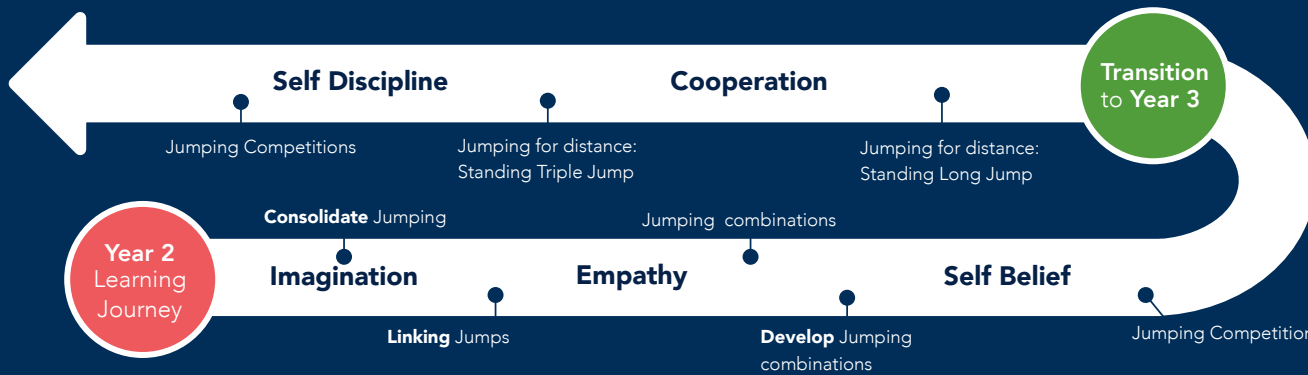 Self Discipline
Cooperation
Transition
to Year 3
Jumping Competitions
Jumping for distance:
Standing Triple Jump
Jumping for distance:
Standing Long Jump
Consolidate Jumping
Jumping combinations
Year 2
Learning
Journey
Imagination
Empathy
Self Belief
Linking Jumps
Develop Jumping
combinations
Jumping Competition